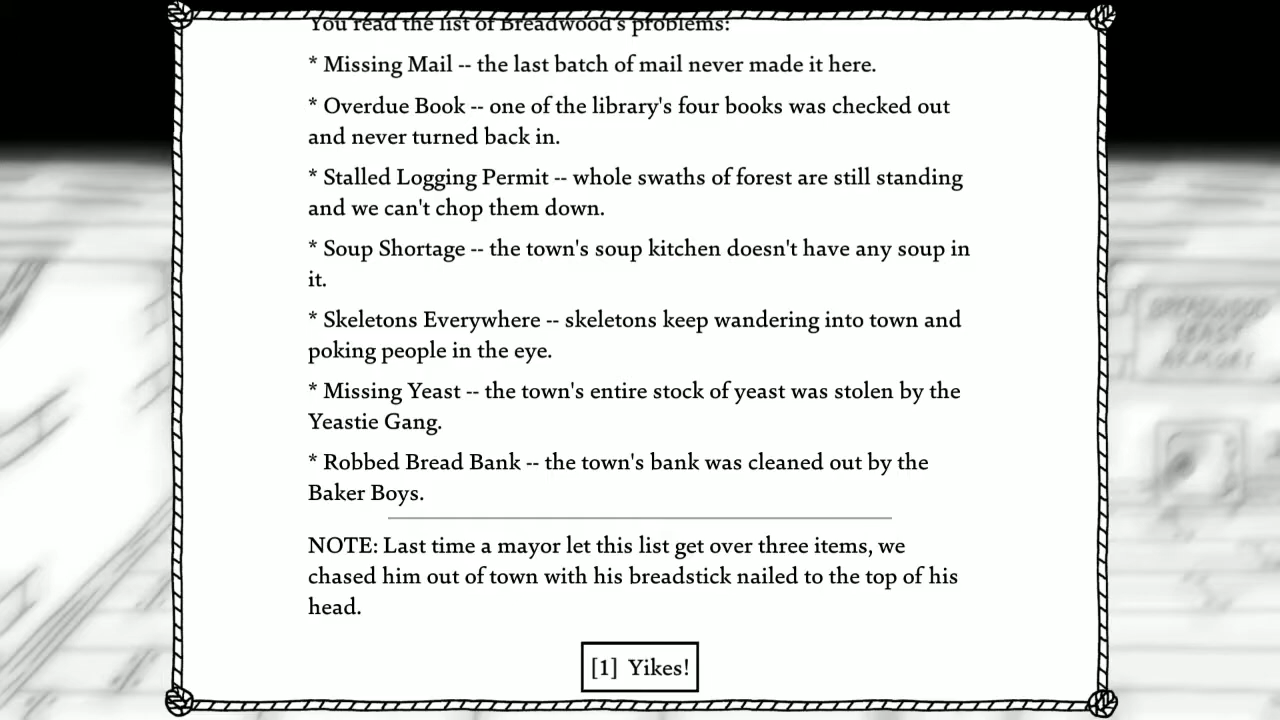 You read the list of Breadwood's problems:
* Missing Mail -- the last batch of mail never made it here.
* Overdue Book -- one of the library's four books was checked out
and never turned back in.
* Stalled Logging Permit -- whole swaths of forest are still standing
and we can't chop them down.
* Soup Shortage -- the town's soup kitchen doesn't have any soup in
it.
* Skeletons Everywhere -- skeletons keep wandering into town and
poking people in the eye.
* Missing Yeast -- the town's entire stock of yeast was stolen by the
Yeastie Gang.
* Robbed Bread Bank -- the town's bank was cleaned out by the
Baker Boys.
NOTE: Last time a mayor let this list get over three items, we
chased him out of town with his breadstick nailed to the top of his
head.
[1] Yikes!
BREADWOOD
YEAST
ARMORY